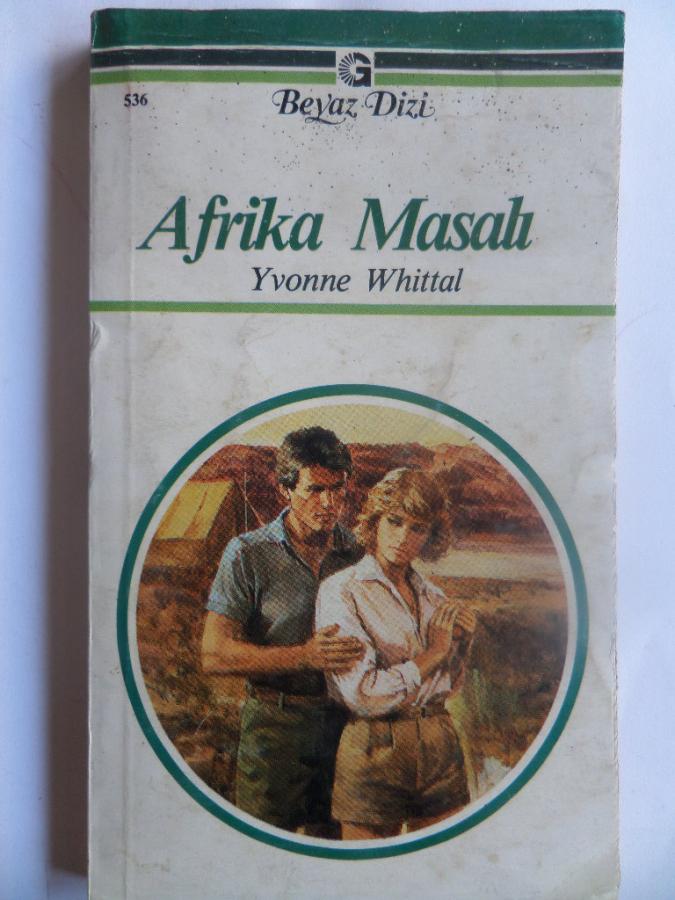 G
536
Beyaz Dizi
Afrika Masalı
Yvonne Whittal